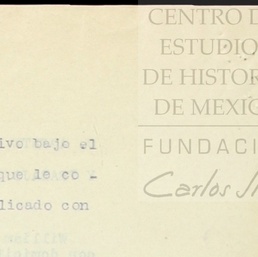 CENTRO D
ESTUDIO
DE HISTOR
DE MEXIC
FUNDACI
Carlos
ivo bajo el
que le co -
licado con